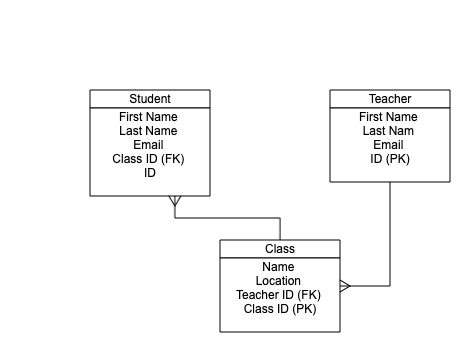 Student
First Name
Last Name
Email
Class ID (FK)
ID
Teacher
First Name
Last Nam
Email
ID (PK)
Class
Name
Location
Teacher ID (FK)
Class ID (PK)